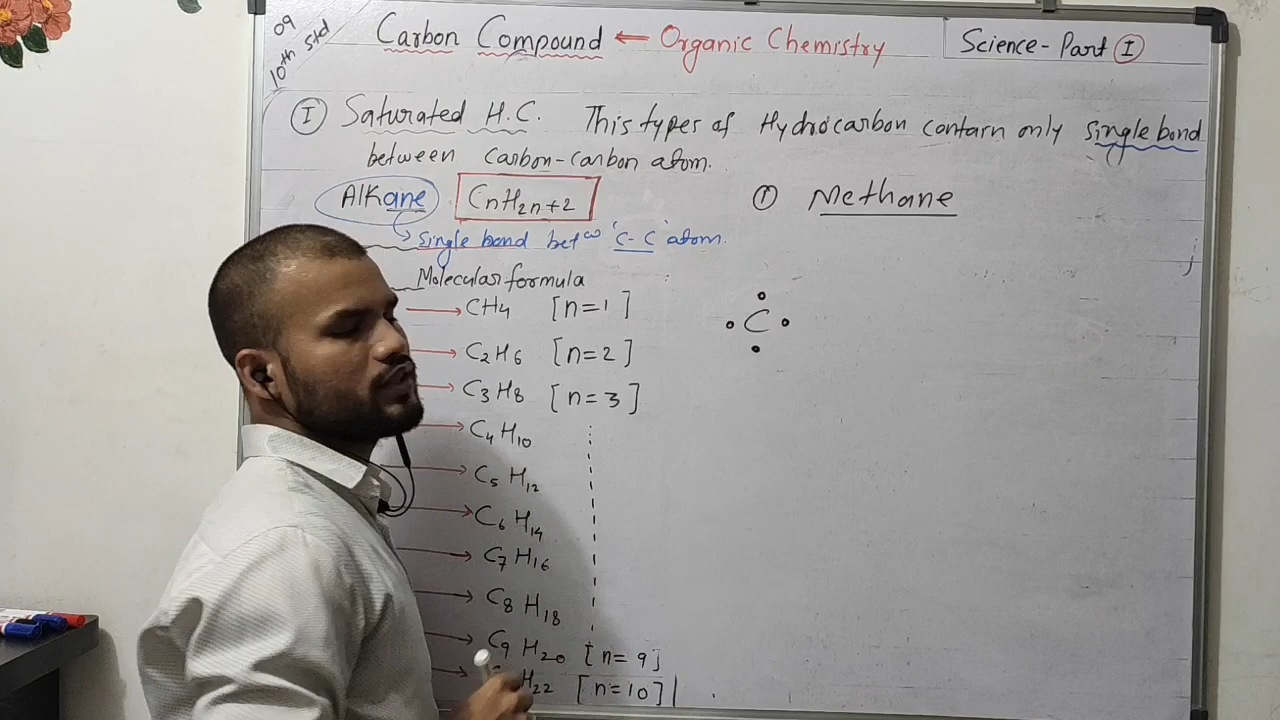 09
10th std
Carbon Compound ← Organic Chemistry
Science-Part I
I Saturated H.C. This types of Hydrocarbon contain only single bond
between carbon-carbon atom.
Alkane CnH2n+2
single bond betn 'C-C' atom.
Molecular formula
→ CH4 [n=1]
→ C2H6 [n=2]
→ C3H8 [n=3]
→ C4H10
→ C5H12
→ C6H14
→ C7H16
→ C8H18
→ C9H20 [n=9]
→ H22 [n=10]
1 Methane
C